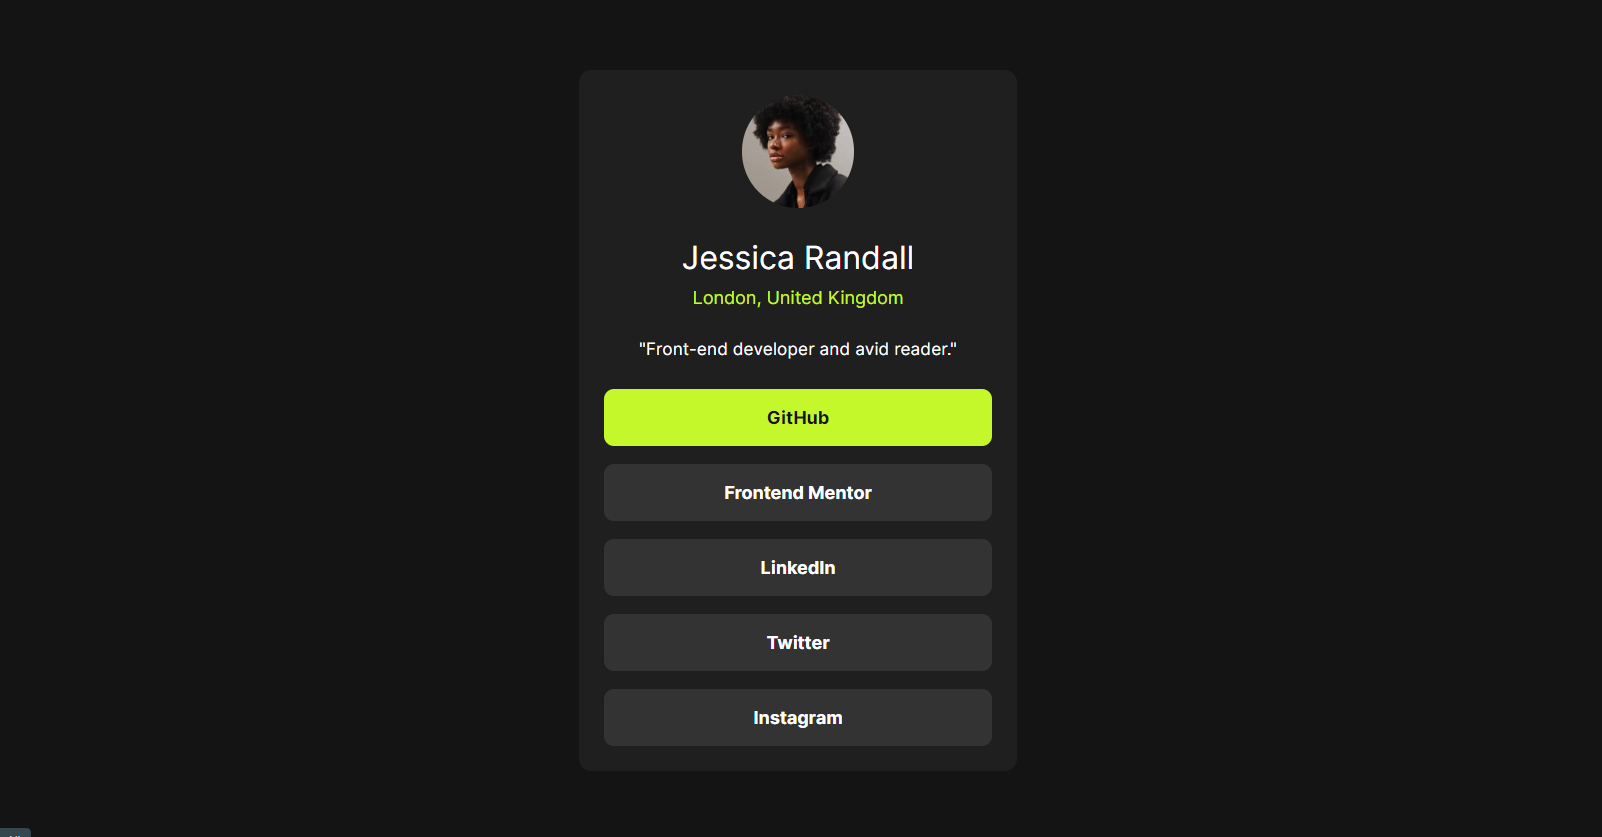 Jessica Randall
London, United Kingdom
"Front-end developer and avid reader."
GitHub
Frontend Mentor
LinkedIn
Twitter
Instagram